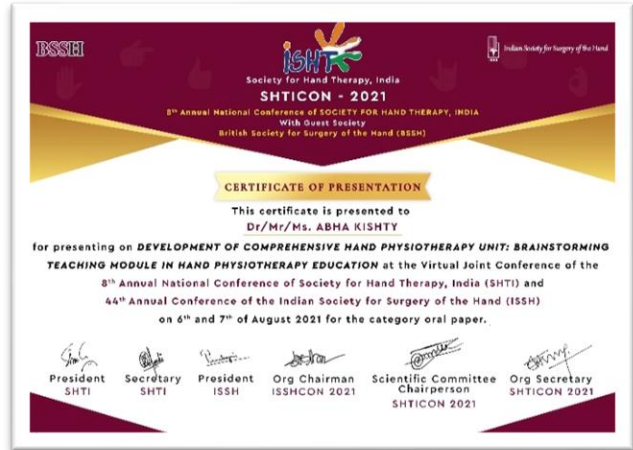 BSSH
ISHT
Indian Society for Surgery of the Hand
Society for Hand Therapy, India
SHTICON - 2021
8th Annual National Conference of SOCIETY FOR HAND THERAPY, INDIA
With Guest Society
British Society for Surgery of the Hand (BSSH)
CERTIFICATE OF PRESENTATION
This certificate is presented to
Dr/Mr/Ms. ABHA KISHTY
for presenting on DEVELOPMENT OF COMPREHENSIVE HAND PHYSIOTHERAPY UNIT: BRAINSTORMING
TEACHING MODULE IN HAND PHYSIOTHERAPY EDUCATION at the Virtual Joint Conference of the
8th Annual National Conference of Society for Hand Therapy, India (SHTI) and
44th Annual Conference of the Indian Society for Surgery of the Hand (ISSH)
on 6th and 7th of August 2021 for the category oral paper.
President
SHTI
Secretary
SHTI
President
ISSH
Org Chairman
ISSHCON 2021
Scientific Committee
Chairperson
SHTICON 2021
Org Secretary
SHTICON 2021